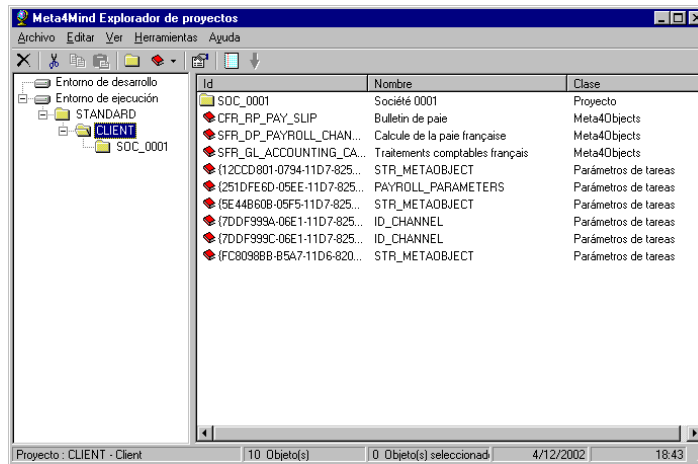 Meta4Mind Explorador de proyectos
Archivo Editar Ver Herramientas Ayuda
Entorno de desarrollo
Entorno de ejecución
STANDARD
CLIENT
SOC_0001
Id Nombre Clase
SOC_0001 Société 0001 Proyecto
CFR_RP_PAY_SLIP Bulletin de paie Meta4Objects
SFR_DP_PAYROLL_CHAN... Calcule de la paie française Meta4Objects
SFR_GL_ACCOUNTING_CA... Traitements comptables français Meta4Objects
{12CCD801-0794-11D7-825... STR_METAOBJECT Parámetros de tareas
{251DFE6D-05EE-11D7-825... PAYROLL_PARAMETERS Parámetros de tareas
{5E44B60B-05F5-11D7-825... STR_METAOBJECT Parámetros de tareas
{7DDF999A-06E1-11D7-825... ID_CHANNEL Parámetros de tareas
{7DDF999C-06E1-11D7-825... ID_CHANNEL Parámetros de tareas
{FC8098BB-B5A7-11D6-820... STR_METAOBJECT Parámetros de tareas
Proyecto : CLIENT - Client 10 Objeto(s) 0 Objeto(s) seleccionad 4/12/2002 18:43